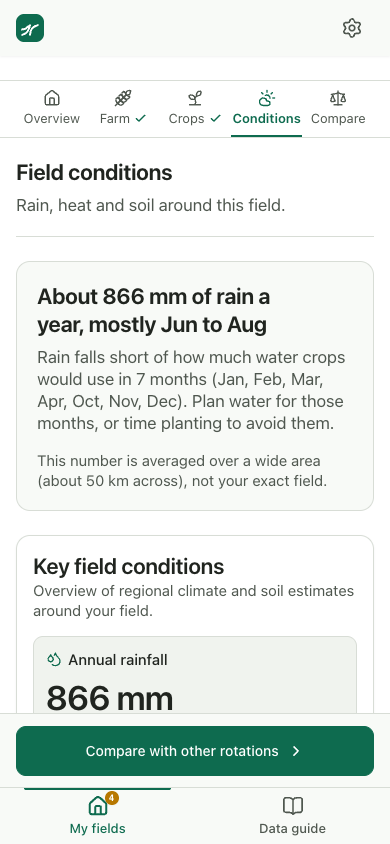 Overview
Farm
Crops
Conditions
Compare
Field conditions
Rain, heat and soil around this field.
About 866 mm of rain a
year, mostly Jun to Aug
Rain falls short of how much water crops
would use in 7 months (Jan, Feb, Mar,
Apr, Oct, Nov, Dec). Plan water for those
months, or time planting to avoid them.
This number is averaged over a wide area
(about 50 km across), not your exact field.
Key field conditions
Overview of regional climate and soil estimates
around your field.
Annual rainfall
866 mm
Compare with other rotations
4
My fields
Data guide